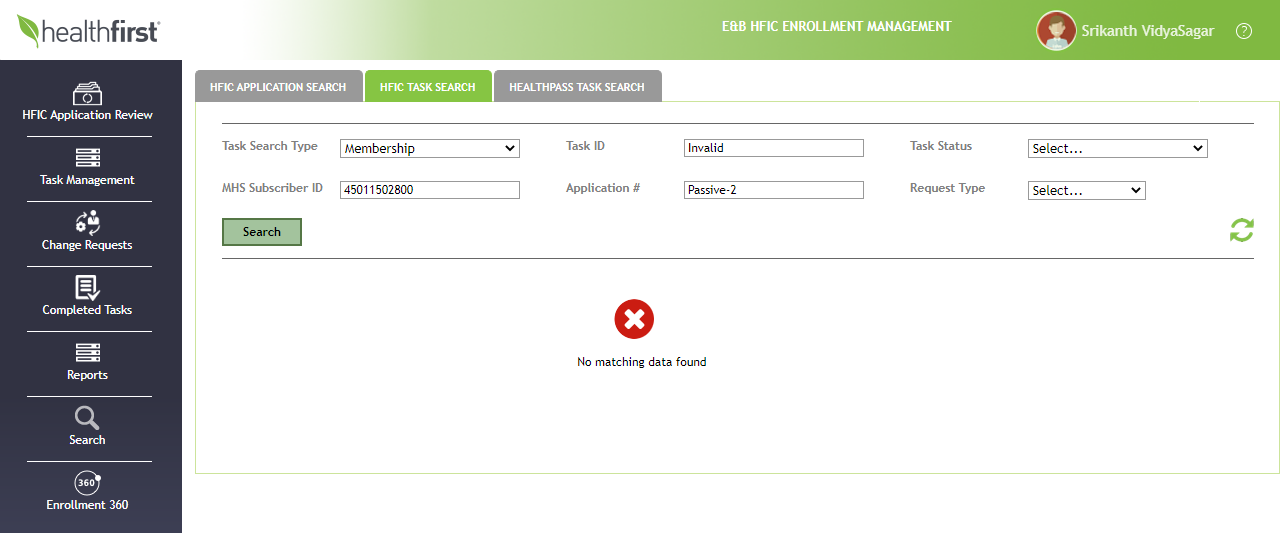 healthfirst
E&B HFIC ENROLLMENT MANAGEMENT
Srikanth VidyaSagar
?
HFIC Application Review
Task Management
Change Requests
Completed Tasks
Reports
Search
360
Enrollment 360
HFIC APPLICATION SEARCH
HFIC TASK SEARCH
HEALTHPASS TASK SEARCH
Task Search Type Membership Task ID Invalid Task Status Select...
MHS Subscriber ID 45011502800 Application # Passive-2 Request Type Select...
Search
No matching data found